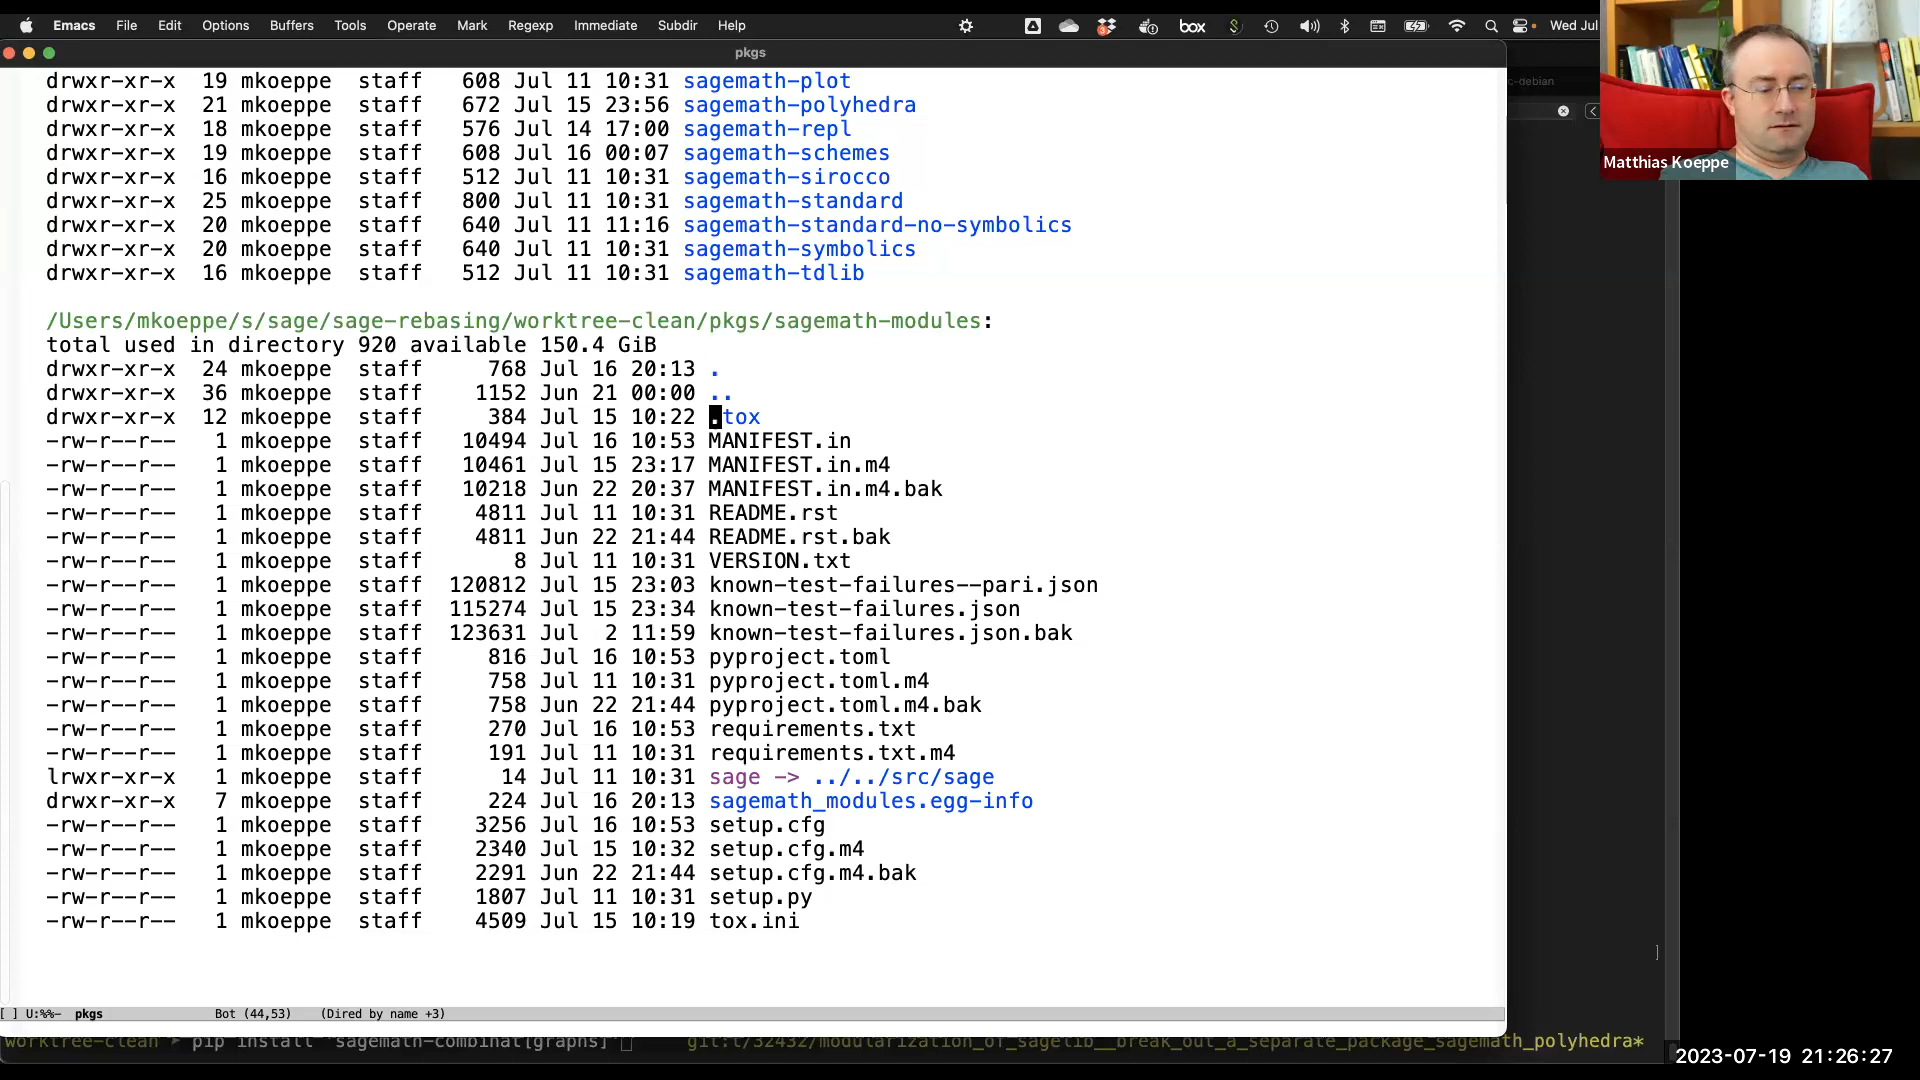 Emacs File Edit Options Buffers Tools Operate Mark Regexp Immediate Subdir Help box Wed Jul
pkgs
drwxr-xr-x 19 mkoeppe staff 608 Jul 11 10:31 sagemath-plot
drwxr-xr-x 21 mkoeppe staff 672 Jul 15 23:56 sagemath-polyhedra
drwxr-xr-x 18 mkoeppe staff 576 Jul 14 17:00 sagemath-repl
drwxr-xr-x 19 mkoeppe staff 608 Jul 16 00:07 sagemath-schemes
drwxr-xr-x 16 mkoeppe staff 512 Jul 11 10:31 sagemath-sirocco
drwxr-xr-x 25 mkoeppe staff 800 Jul 11 10:31 sagemath-standard
drwxr-xr-x 20 mkoeppe staff 640 Jul 11 11:16 sagemath-standard-no-symbolics
drwxr-xr-x 20 mkoeppe staff 640 Jul 11 10:31 sagemath-symbolics
drwxr-xr-x 16 mkoeppe staff 512 Jul 11 10:31 sagemath-tdlib
c-debian
Matthias Koeppe
/Users/mkoeppe/s/sage/sage-rebasing/worktree-clean/pkgs/sagemath-modules:
total used in directory 920 available 150.4 GiB
drwxr-xr-x 24 mkoeppe staff 768 Jul 16 20:13 .
drwxr-xr-x 36 mkoeppe staff 1152 Jun 21 00:00 ..
drwxr-xr-x 12 mkoeppe staff 384 Jul 15 10:22 .tox
-rw-r--r-- 1 mkoeppe staff 10494 Jul 16 10:53 MANIFEST.in
-rw-r--r-- 1 mkoeppe staff 10461 Jul 15 23:17 MANIFEST.in.m4
-rw-r--r-- 1 mkoeppe staff 10218 Jun 22 20:37 MANIFEST.in.m4.bak
-rw-r--r-- 1 mkoeppe staff 4811 Jul 11 10:31 README.rst
-rw-r--r-- 1 mkoeppe staff 4811 Jun 22 21:44 README.rst.bak
-rw-r--r-- 1 mkoeppe staff 8 Jul 11 10:31 VERSION.txt
-rw-r--r-- 1 mkoeppe staff 120812 Jul 15 23:03 known-test-failures--pari.json
-rw-r--r-- 1 mkoeppe staff 115274 Jul 15 23:34 known-test-failures.json
-rw-r--r-- 1 mkoeppe staff 123631 Jul 2 11:59 known-test-failures.json.bak
-rw-r--r-- 1 mkoeppe staff 816 Jul 16 10:53 pyproject.toml
-rw-r--r-- 1 mkoeppe staff 758 Jul 11 10:31 pyproject.toml.m4
-rw-r--r-- 1 mkoeppe staff 758 Jun 22 21:44 pyproject.toml.m4.bak
-rw-r--r-- 1 mkoeppe staff 270 Jul 16 10:53 requirements.txt
-rw-r--r-- 1 mkoeppe staff 191 Jul 11 10:31 requirements.txt.m4
lrwxr-xr-x 1 mkoeppe staff 14 Jul 11 10:31 sage -> ../../src/sage
drwxr-xr-x 7 mkoeppe staff 224 Jul 16 20:13 sagemath_modules.egg-info
-rw-r--r-- 1 mkoeppe staff 3256 Jul 16 10:53 setup.cfg
-rw-r--r-- 1 mkoeppe staff 2340 Jul 15 10:32 setup.cfg.m4
-rw-r--r-- 1 mkoeppe staff 2291 Jun 22 21:44 setup.cfg.m4.bak
-rw-r--r-- 1 mkoeppe staff 1807 Jul 11 10:31 setup.py
-rw-r--r-- 1 mkoeppe staff 4509 Jul 15 10:19 tox.ini
[ ] U:%%- pkgs Bot (44,53) (Dired by name +3)
worktree-clean ▸ pip install 'sagemath-combinat[graphs]' git:t/32432/modularization_of_sagelib__break_out_a_separate_package_sagemath_polyhedra*
2023-07-19 21:26:27